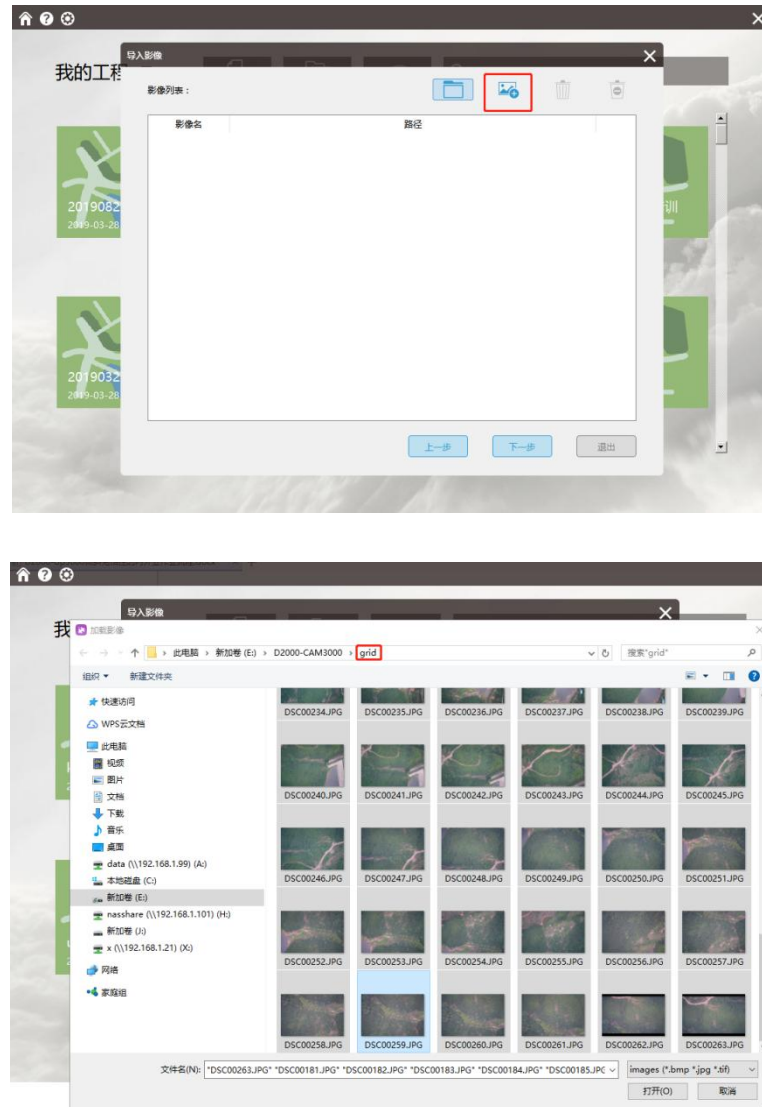 导入影像
我的工程
影像列表：
影像名 路径
2019082
2019-03-28
训
2019032
2019-03-28
上一步 下一步 退出
导入影像
我
加载影像
此电脑 › 新加卷 (E:) › D2000-CAM3000 › grid 搜索"grid"
组织 新建文件夹
快速访问
WPS云文档
此电脑
视频
图片
文档
下载
音乐
桌面
data (\\192.168.1.99) (A:)
本地磁盘 (C:)
新加卷 (E:)
nasshare (\\192.168.1.101) (H:)
新加卷 (J:)
x (\\192.168.1.21) (X:)
网络
家庭组
DSC00234.JPG DSC00235.JPG DSC00236.JPG DSC00237.JPG DSC00238.JPG DSC00239.JPG
DSC00240.JPG DSC00241.JPG DSC00242.JPG DSC00243.JPG DSC00244.JPG DSC00245.JPG
DSC00246.JPG DSC00247.JPG DSC00248.JPG DSC00249.JPG DSC00250.JPG DSC00251.JPG
DSC00252.JPG DSC00253.JPG DSC00254.JPG DSC00255.JPG DSC00256.JPG DSC00257.JPG
DSC00258.JPG DSC00259.JPG DSC00260.JPG DSC00261.JPG DSC00262.JPG DSC00263.JPG
文件名(N): "DSC00263.JPG" "DSC00181.JPG" "DSC00182.JPG" "DSC00183.JPG" "DSC00184.JPG" "DSC00185.JPG images (*.bmp *.jpg *.tif)
打开(O) 取消